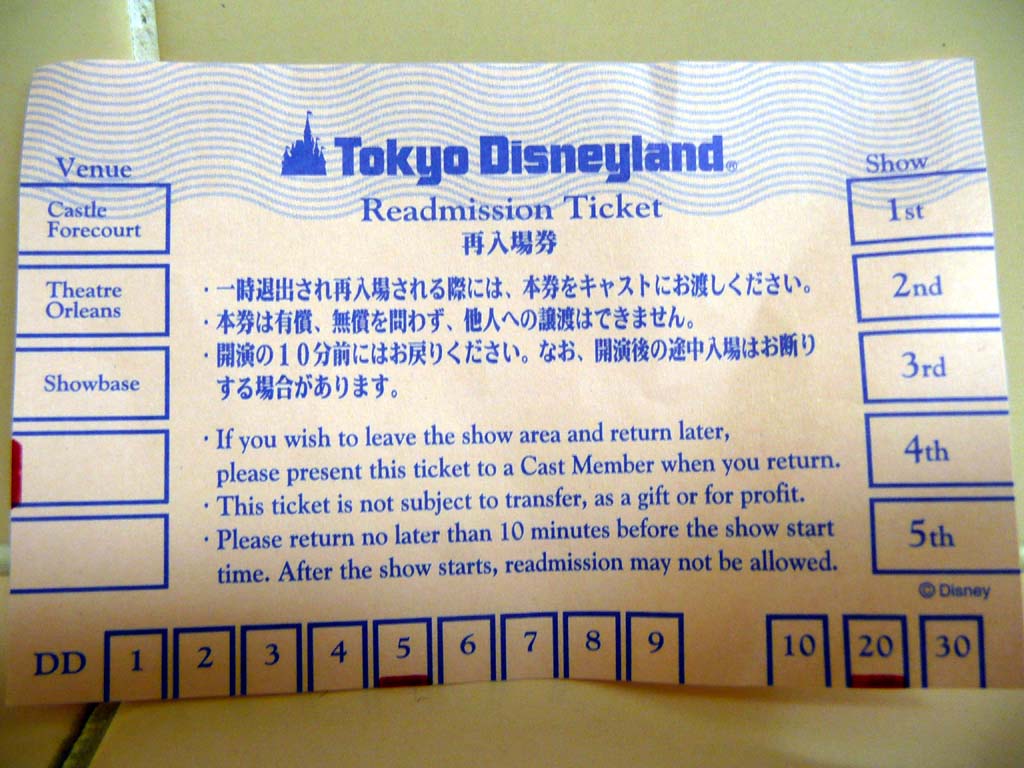 Tokyo Disneyland®
Readmission Ticket
再入場券
Venue
Castle
Forecourt
Theatre
Orleans
Showbase
・一時退出され再入場される際には、本券をキャストにお渡しください。
・本券は有償、無償を問わず、他人への譲渡はできません。
・開演の10分前にはお戻りください。なお、開演後の途中入場はお断り
する場合があります。
・If you wish to leave the show area and return later,
please present this ticket to a Cast Member when you return.
・This ticket is not subject to transfer, as a gift or for profit.
・Please return no later than 10 minutes before the show start
time. After the show starts, readmission may not be allowed.
Show
1st
2nd
3rd
4th
5th
© Disney
DD 1 2 3 4 5 6 7 8 9 10 20 30